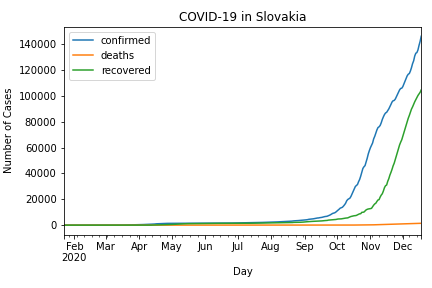 COVID-19 in Slovakia
confirmed
deaths
recovered
Number of Cases
140000
120000
100000
80000
60000
40000
20000
0
Feb Mar Apr May Jun Jul Aug Sep Oct Nov Dec
2020
Day